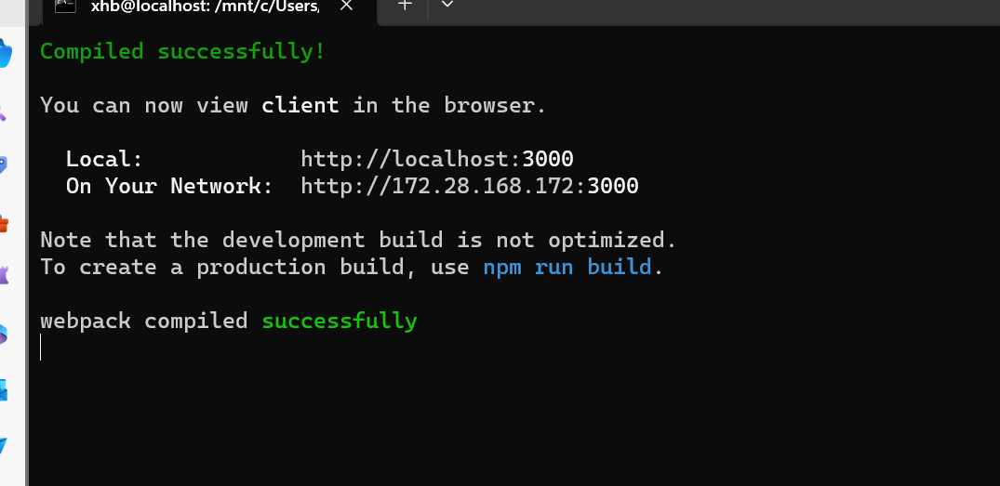 xhb@localhost: /mnt/c/Users,
Compiled successfully!
You can now view client in the browser.
Local: http://localhost:3000
On Your Network: http://172.28.168.172:3000
Note that the development build is not optimized.
To create a production build, use npm run build.
webpack compiled successfully